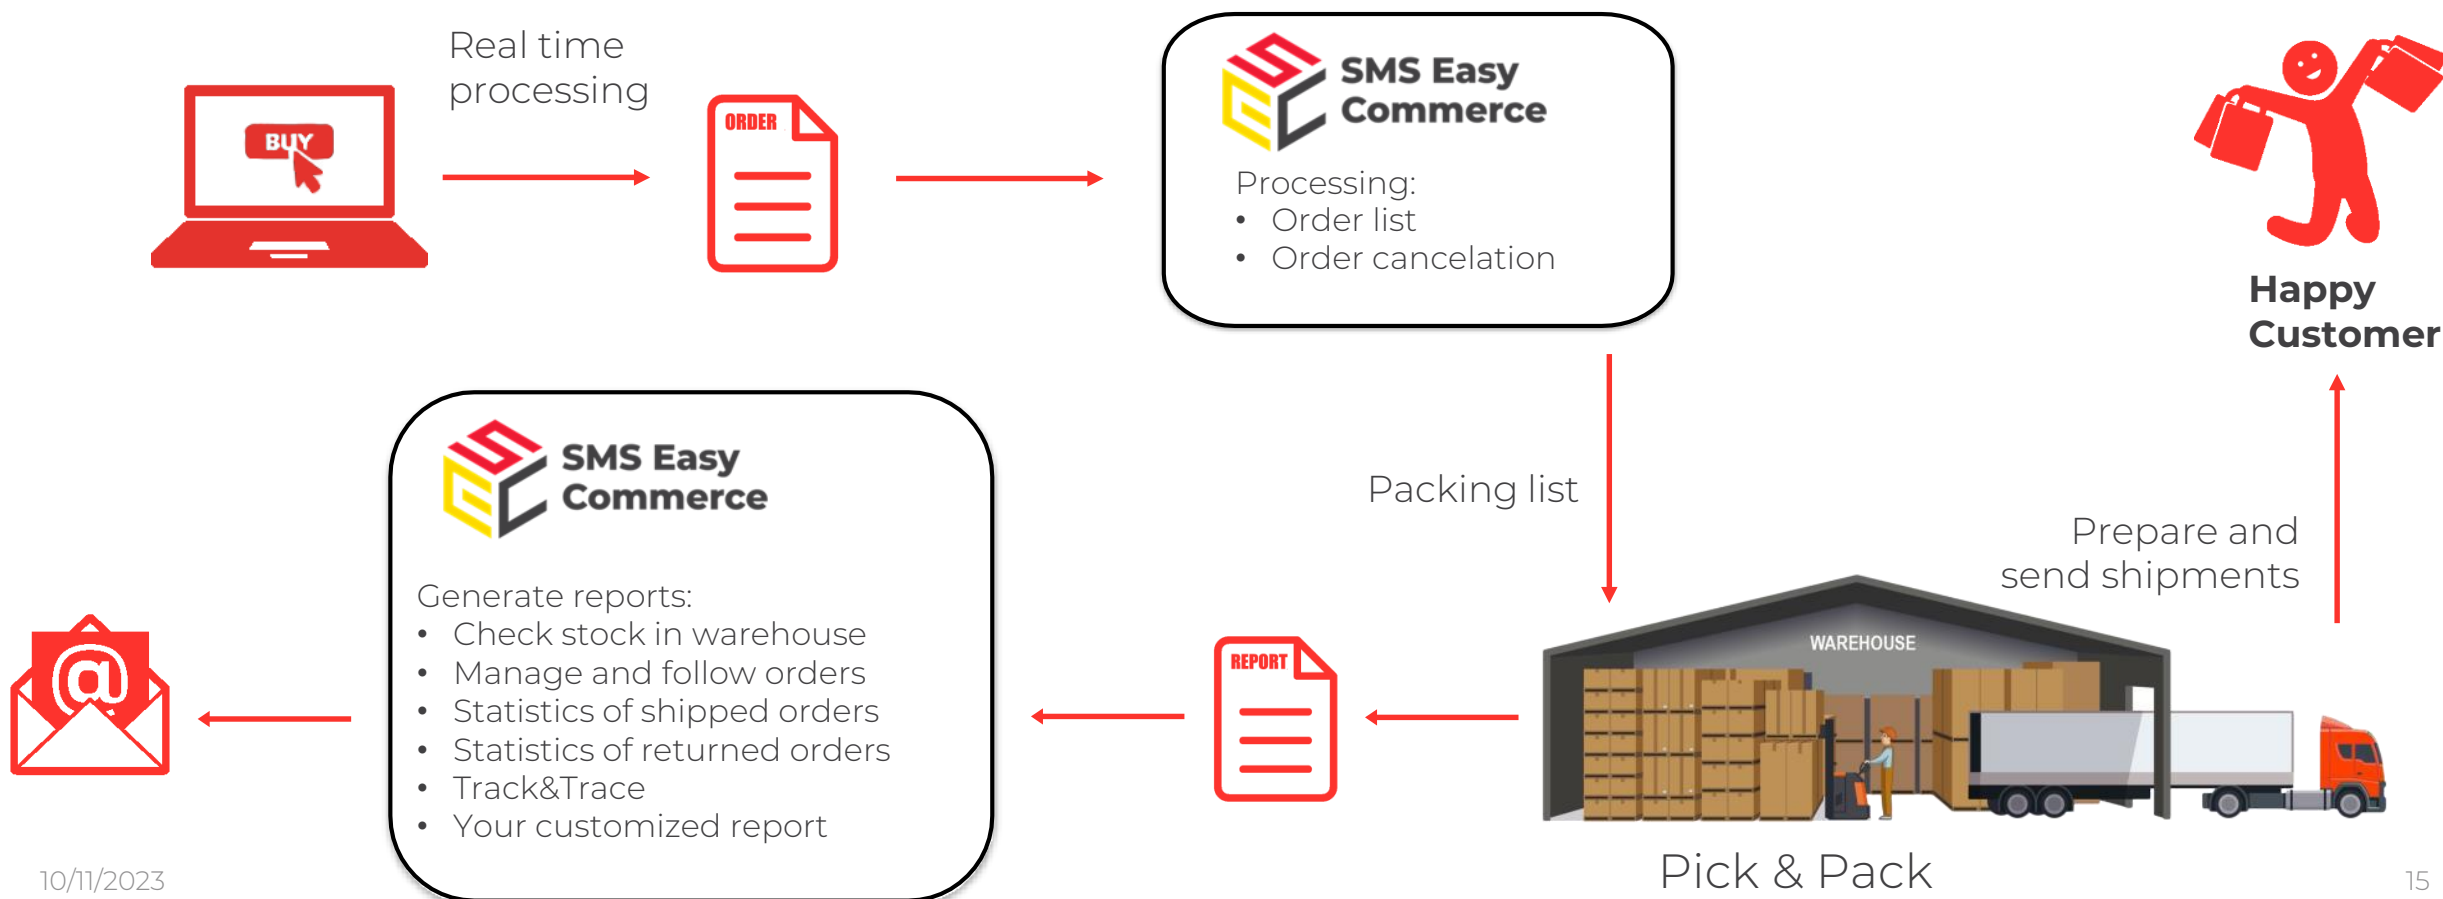 Real time
processing
BUY
ORDER
SMS Easy
Commerce
Processing:
• Order list
• Order cancelation
Happy
Customer
Packing list
Prepare and
send shipments
WAREHOUSE
Pick & Pack
REPORT
SMS Easy
Commerce
Generate reports:
• Check stock in warehouse
• Manage and follow orders
• Statistics of shipped orders
• Statistics of returned orders
• Track&Trace
• Your customized report
@
10/11/2023
15